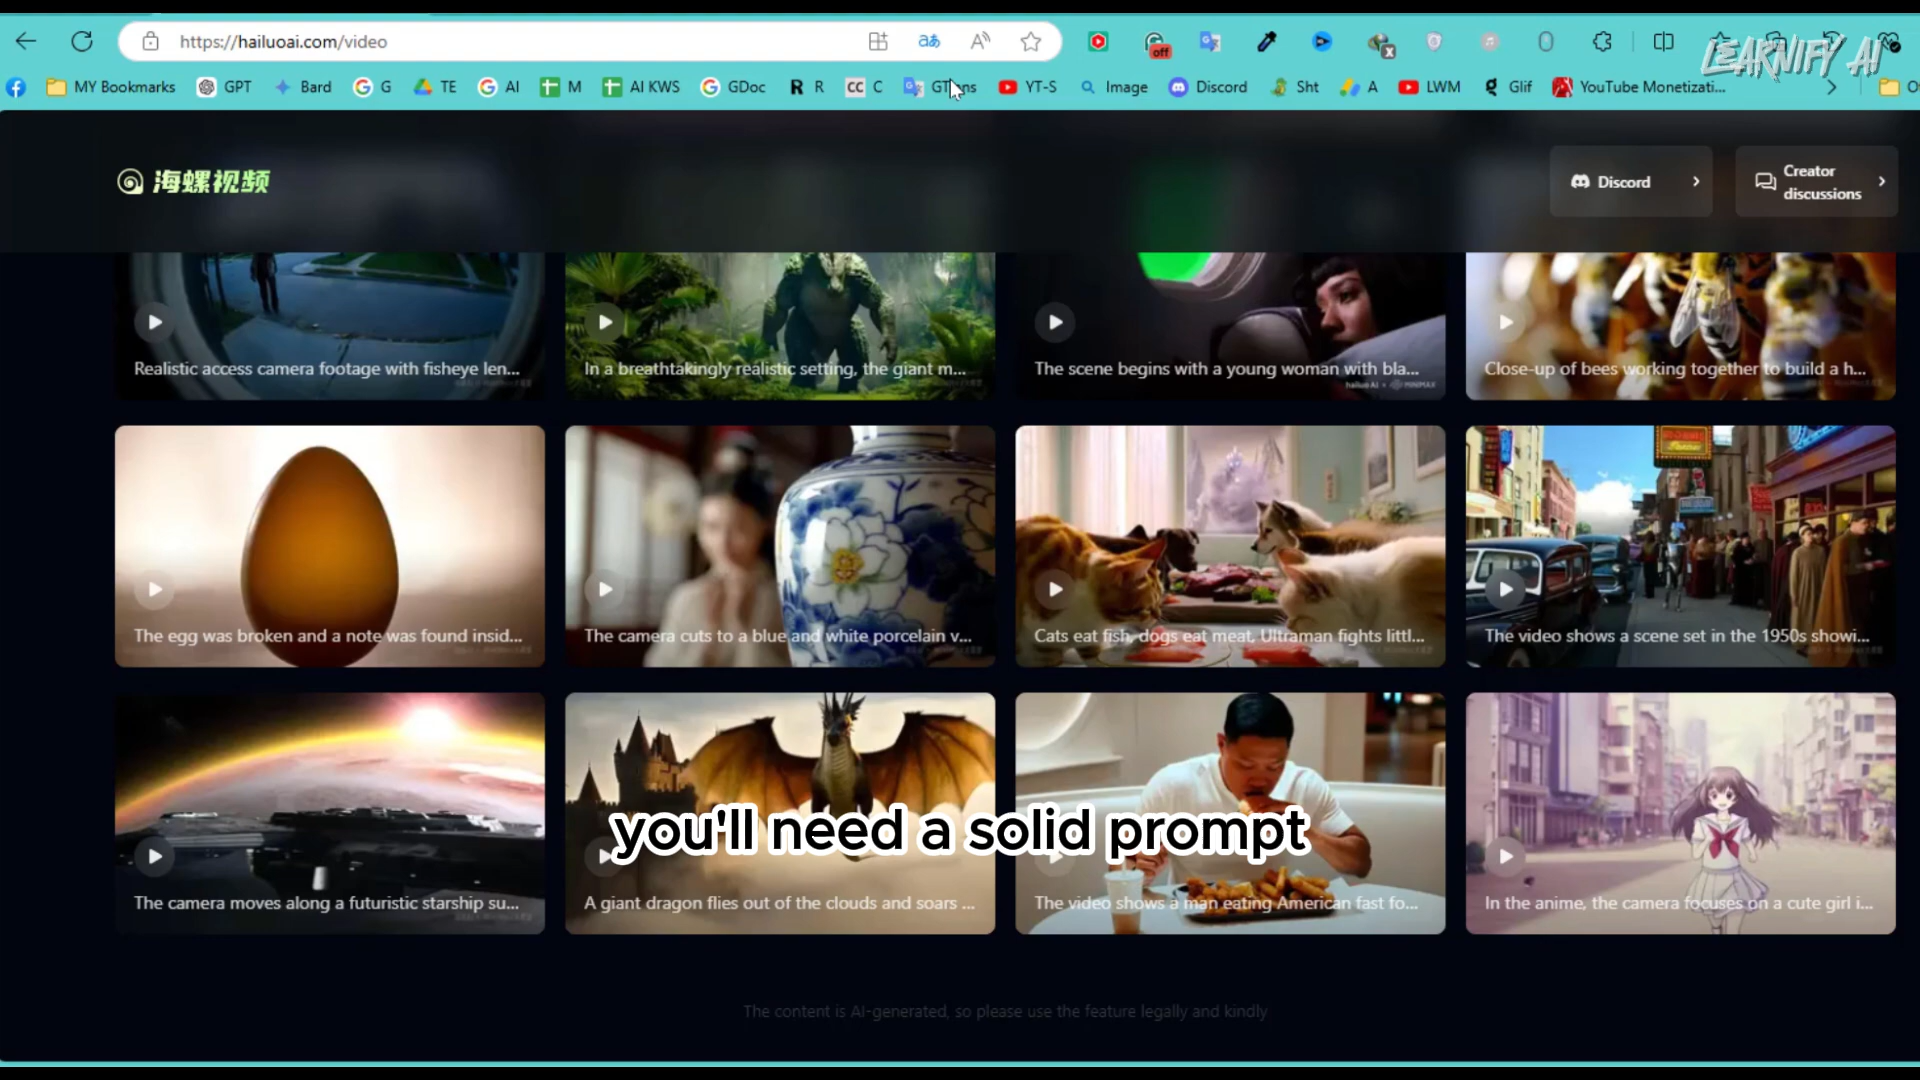 https://hailuoai.com/video
LEARNIFY AI
MY Bookmarks GPT Bard G TE AI M AI KWS GDoc R C YT-S Image Discord Sht A LWM Glif YouTube Monetizati...
海螺视频
Discord
Creator discussions
Realistic access camera footage with fisheye len...
In a breathtakingly realistic setting, the giant m...
The scene begins with a young woman with bla...
Close-up of bees working together to build a h...
hailuo AI × MINIMAX
The egg was broken and a note was found insid...
The camera cuts to a blue and white porcelain v...
Cats eat fish, dogs eat meat, Ultraman fights littl...
The video shows a scene set in the 1950s showi...
you'll need a solid prompt
The camera moves along a futuristic starship su...
A giant dragon flies out of the clouds and soars ...
The video shows a man eating American fast fo...
In the anime, the camera focuses on a cute girl i...
The content is AI-generated, so please use the feature legally and kindly